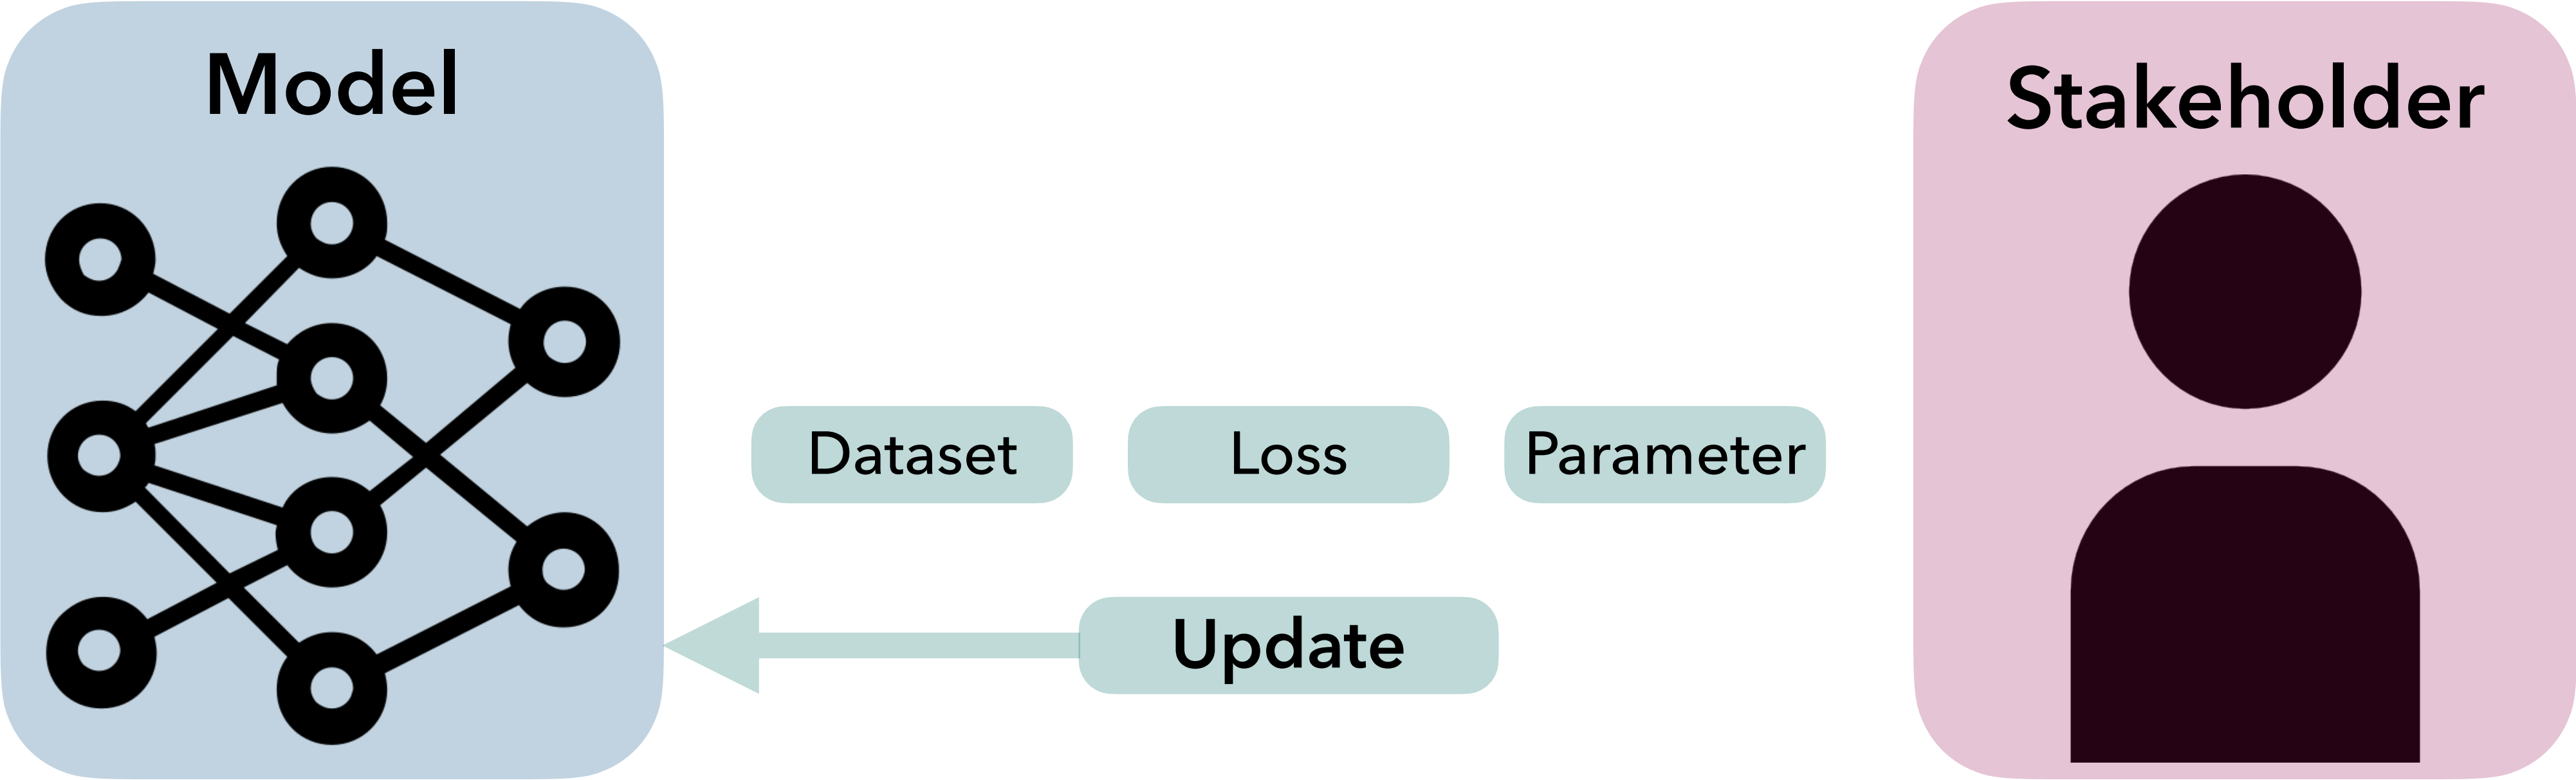 Model
Stakeholder
Dataset
Loss
Parameter
Update